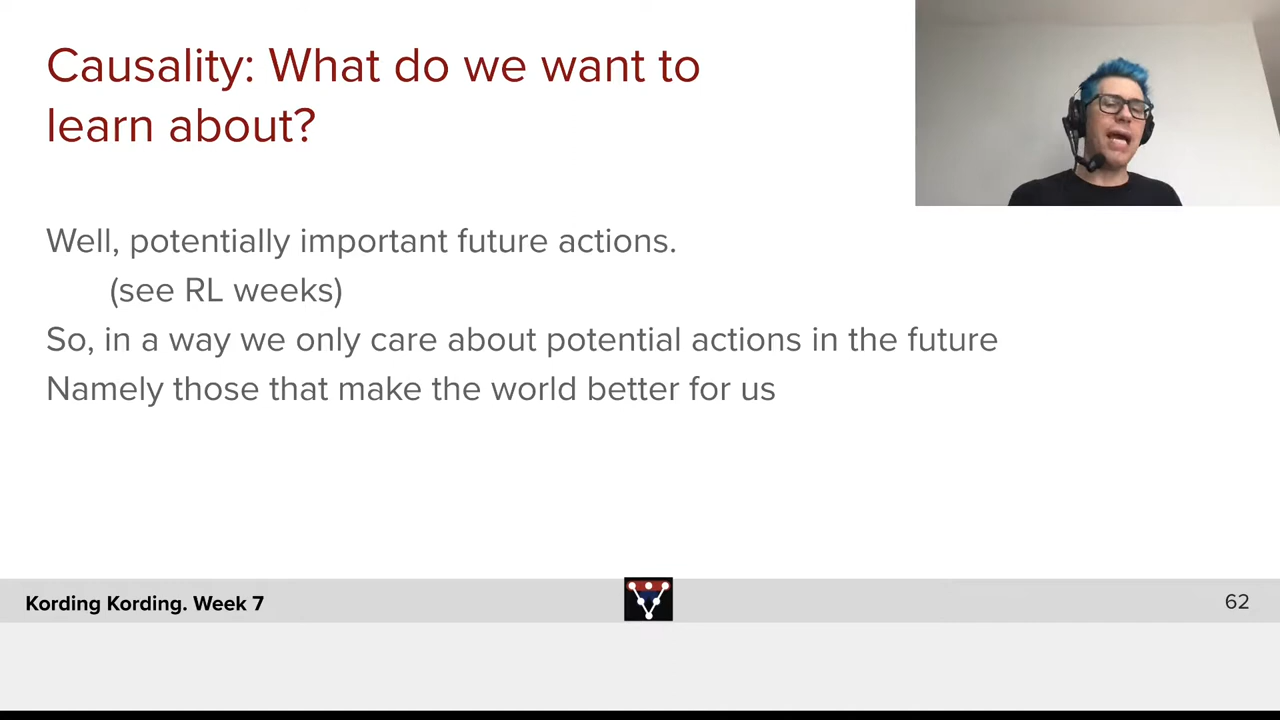 Causality: What do we want to
learn about?
Well, potentially important future actions.
(see RL weeks)
So, in a way we only care about potential actions in the future
Namely those that make the world better for us
Kording Kording. Week 7
62